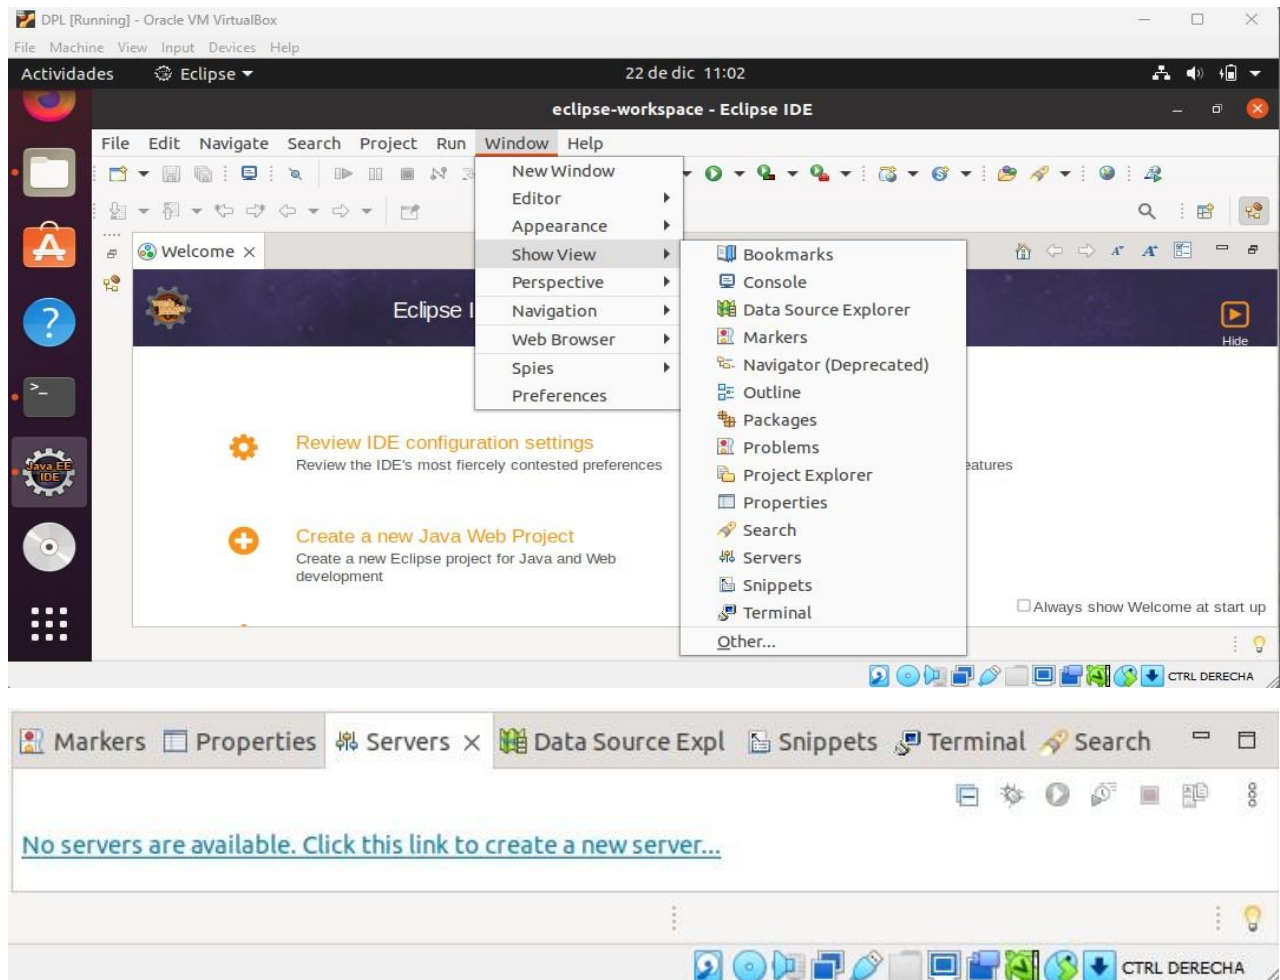 DPL [Running] - Oracle VM VirtualBox
File Machine View Input Devices Help
Actividades Eclipse 22 de dic 11:02
eclipse-workspace - Eclipse IDE
File Edit Navigate Search Project Run Window Help
New Window
Editor
Appearance
Show View
Perspective
Navigation
Web Browser
Spies
Preferences
Bookmarks
Console
Data Source Explorer
Markers
Navigator (Deprecated)
Outline
Packages
Problems
Project Explorer
Properties
Search
Servers
Snippets
Terminal
Other...
Welcome
Eclipse I
Hide
Review IDE configuration settings
Review the IDE's most fiercely contested preferences
eatures
Create a new Java Web Project
Create a new Eclipse project for Java and Web
development
Always show Welcome at start up
Java EE
IDE
CTRL DERECHA
Markers Properties Servers Data Source Expl Snippets Terminal Search
No servers are available. Click this link to create a new server...
CTRL DERECHA